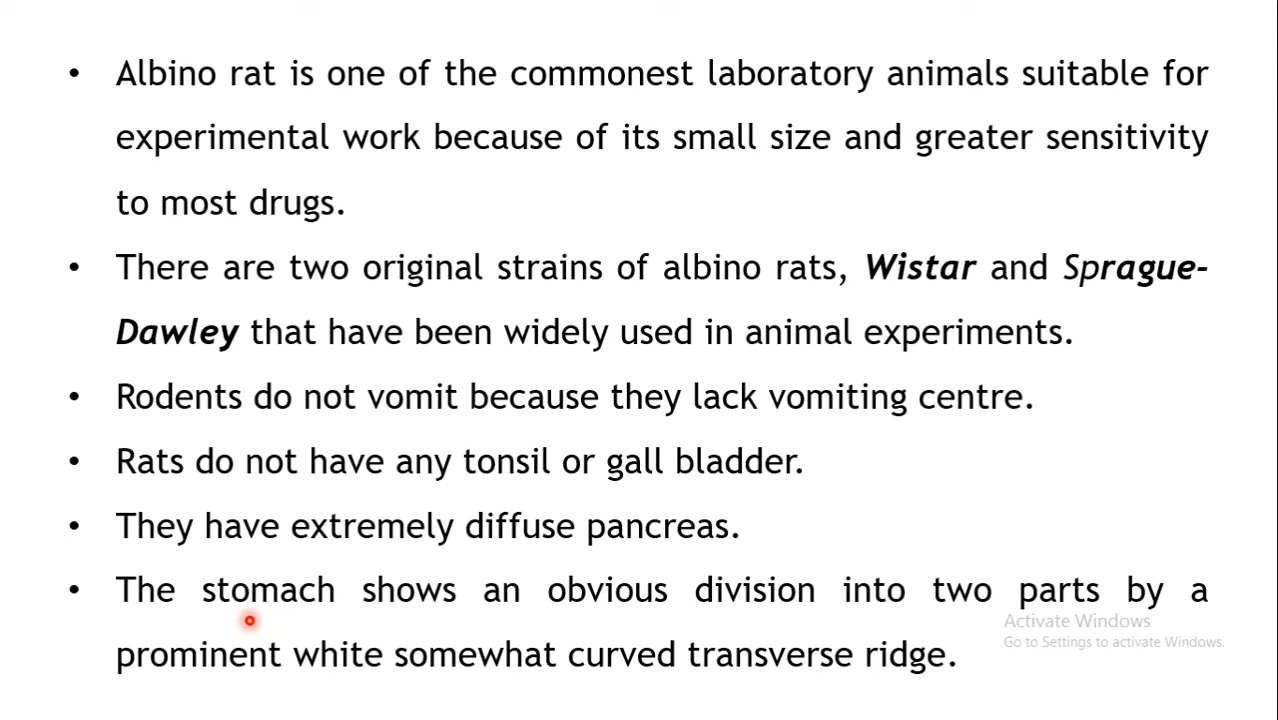 • Albino rat is one of the commonest laboratory animals suitable for
experimental work because of its small size and greater sensitivity
to most drugs.
• There are two original strains of albino rats, Wistar and Sprague-
Dawley that have been widely used in animal experiments.
• Rodents do not vomit because they lack vomiting centre.
• Rats do not have any tonsil or gall bladder.
• They have extremely diffuse pancreas.
• The stomach shows an obvious division into two parts by a
prominent white somewhat curved transverse ridge.
Activate Windows
Go to Settings to activate Windows.